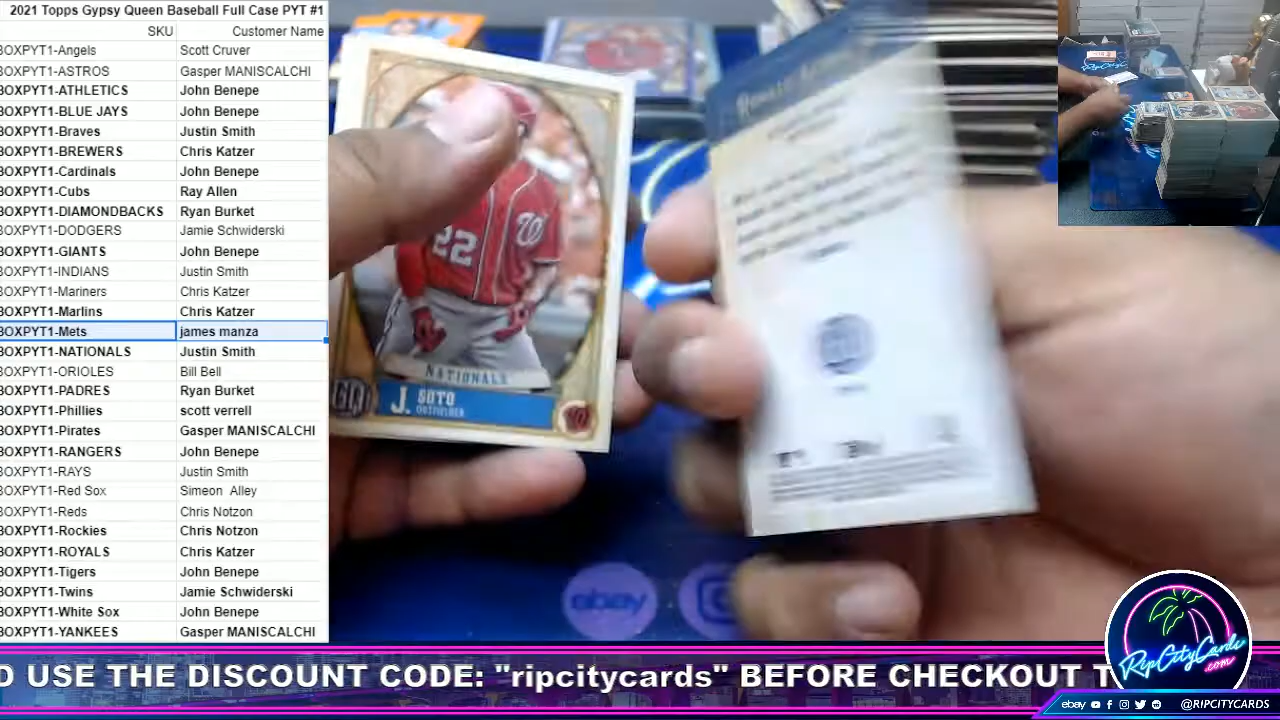 2021 Topps Gypsy Queen Baseball Full Case PYT #1
SKU Customer Name
BOXPYT1-Angels Scott Cruver
BOXPYT1-ASTROS Gasper MANISCALCHI
BOXPYT1-ATHLETICS John Benepe
BOXPYT1-BLUE JAYS John Benepe
BOXPYT1-Braves Justin Smith
BOXPYT1-BREWERS Chris Katzer
BOXPYT1-Cardinals John Benepe
BOXPYT1-Cubs Ray Allen
BOXPYT1-DIAMONDBACKS Ryan Burket
BOXPYT1-DODGERS Jamie Schwiderski
BOXPYT1-GIANTS John Benepe
BOXPYT1-INDIANS Justin Smith
BOXPYT1-Mariners Chris Katzer
BOXPYT1-Marlins Chris Katzer
BOXPYT1-Mets james manza
BOXPYT1-NATIONALS Justin Smith
BOXPYT1-ORIOLES Bill Bell
BOXPYT1-PADRES Ryan Burket
BOXPYT1-Phillies scott verrell
BOXPYT1-Pirates Gasper MANISCALCHI
BOXPYT1-RANGERS John Benepe
BOXPYT1-RAYS Justin Smith
BOXPYT1-Red Sox Simeon Alley
BOXPYT1-Reds Chris Notzon
BOXPYT1-Rockies Chris Notzon
BOXPYT1-ROYALS Chris Katzer
BOXPYT1-Tigers John Benepe
BOXPYT1-Twins Jamie Schwiderski
BOXPYT1-White Sox John Benepe
BOXPYT1-YANKEES Gasper MANISCALCHI
W
22
NATIONALS
GQ J. SOTO
OUTFIELDER
W
ebay
D USE THE DISCOUNT CODE: "ripcitycards" BEFORE CHECKOUT T
RipCityCards
.com
ebay @RIPCITYCARDS